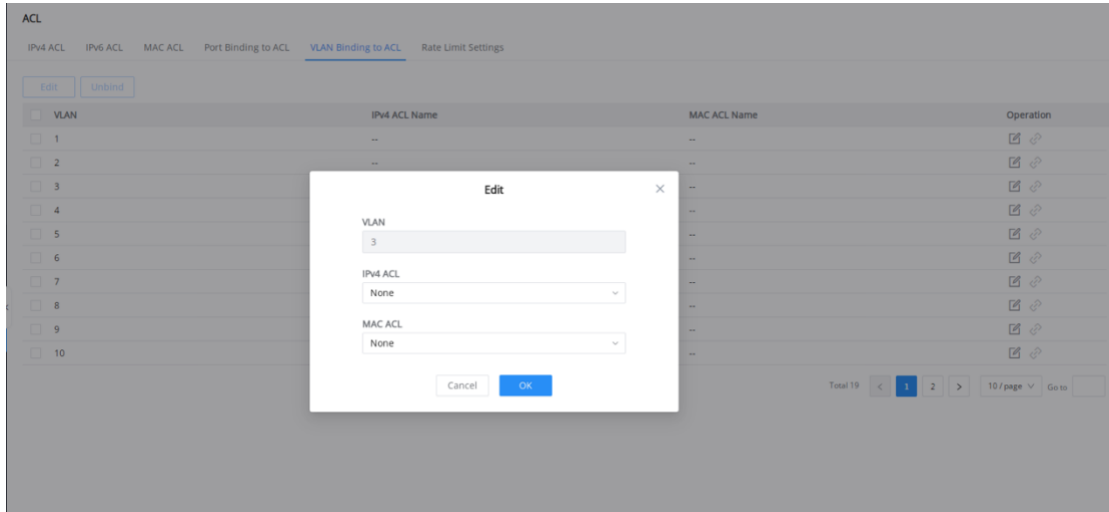 ACL
IPv4 ACL IPv6 ACL MAC ACL Port Binding to ACL VLAN Binding to ACL Rate Limit Settings
Edit Unbind
VLAN IPv4 ACL Name MAC ACL Name Operation
1 -- --
2 -- --
3 --
4 --
5 --
6 --
7 --
8 --
9 --
10 --
Edit
VLAN
3
IPv4 ACL
None
MAC ACL
None
Cancel OK
Total 19 < 1 2 > 10 / page Go to